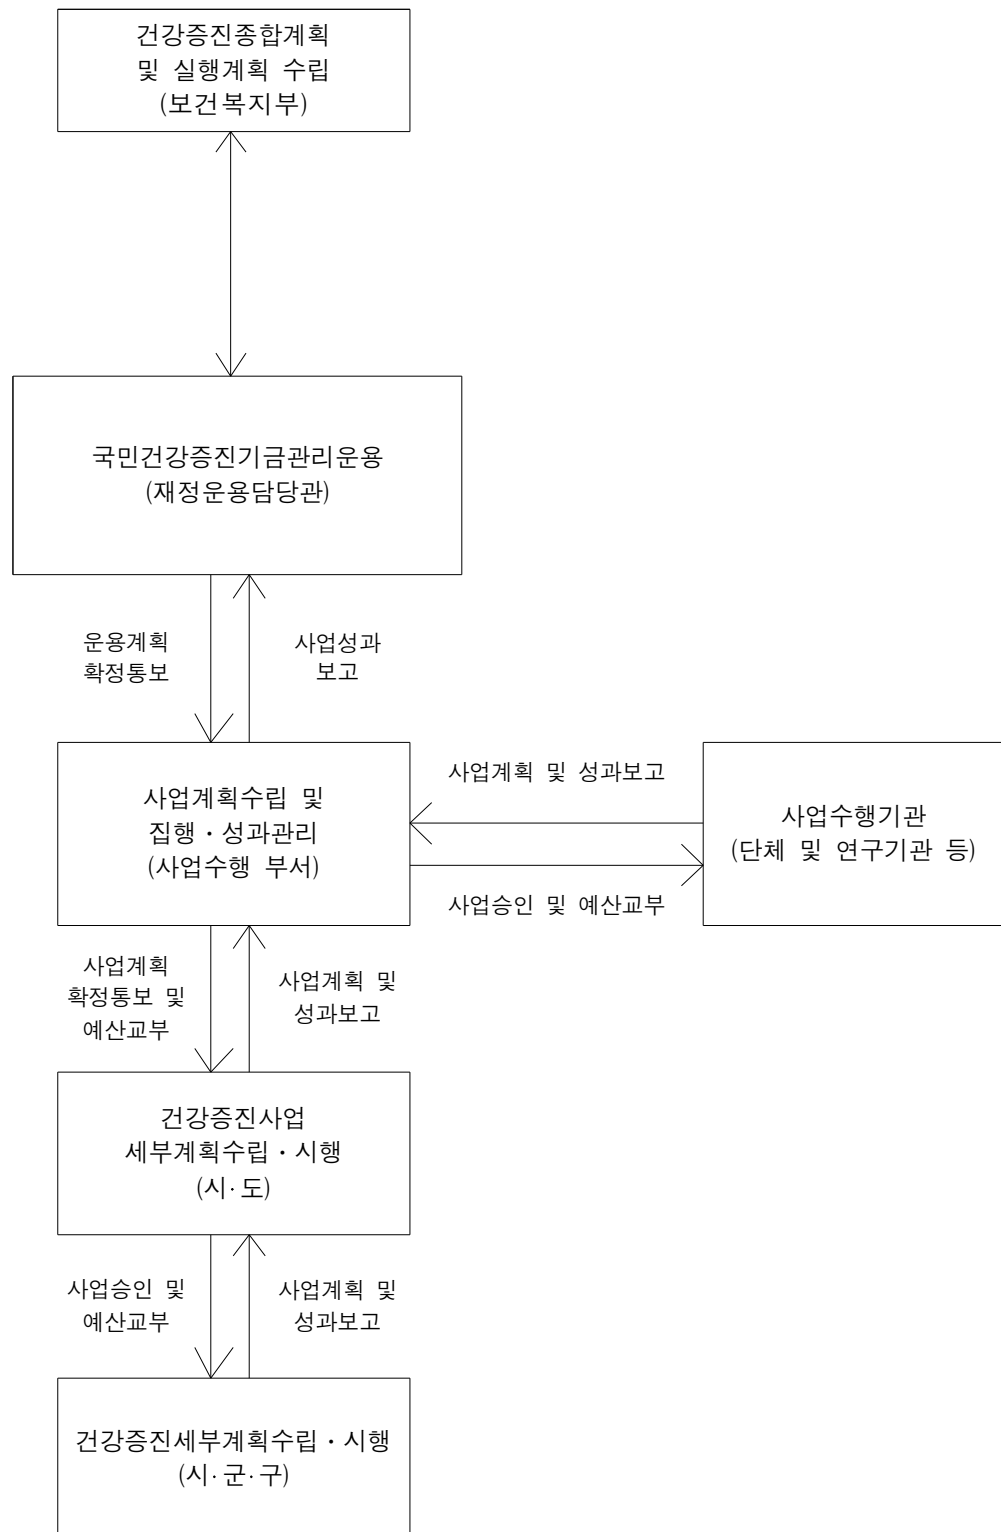 건강증진종합계획
및 실행계획 수립
(보건복지부)
국민건강증진기금관리운용
(재정운용담당관)
운용계획
확정통보
사업성과
보고
사업계획수립 및
집행·성과관리
(사업수행 부서)
사업계획 및 성과보고
사업승인 및 예산교부
사업수행기관
(단체 및 연구기관 등)
사업계획
확정통보 및
예산교부
사업계획 및
성과보고
건강증진사업
세부계획수립·시행
(시·도)
사업승인 및
예산교부
사업계획 및
성과보고
건강증진세부계획수립·시행
(시·군·구)